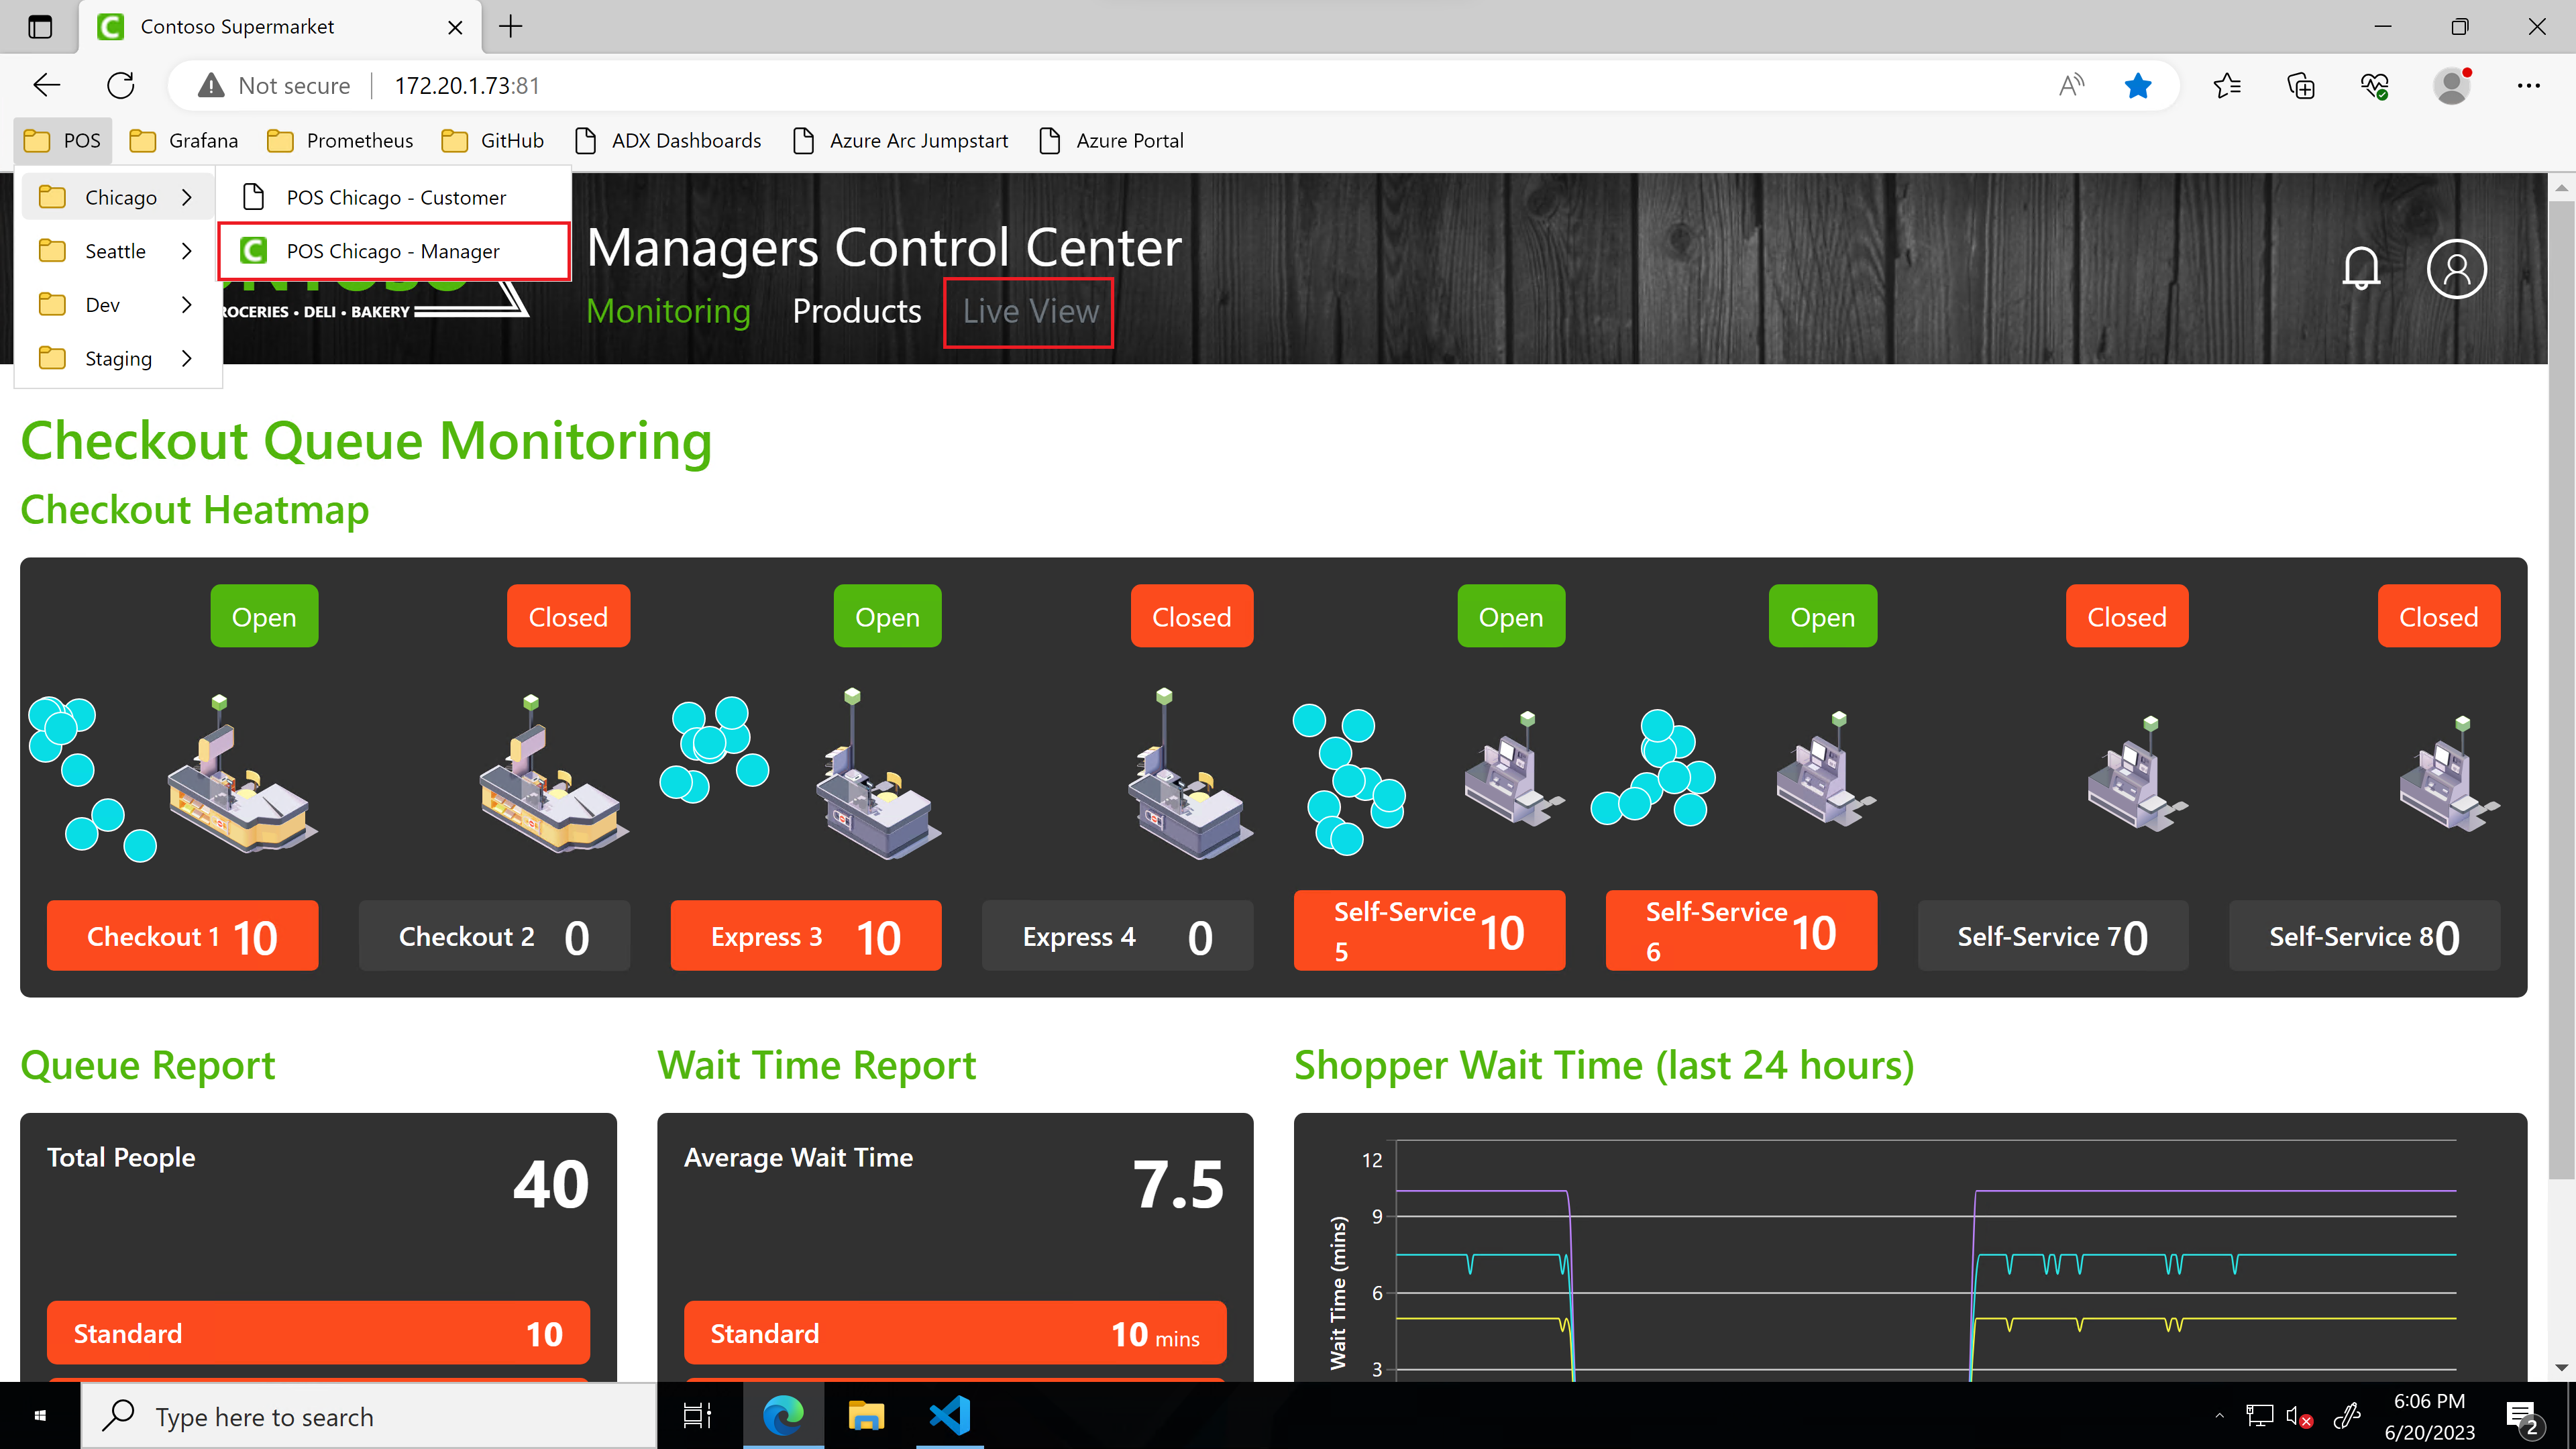 Contoso Supermarket
Not secure
172.20.1.73:81
POS
Grafana
Prometheus
GitHub
ADX Dashboards
Azure Arc Jumpstart
Azure Portal
Chicago
Seattle
Dev
Staging
POS Chicago - Customer
POS Chicago - Manager
GROCERIES • DELI • BAKERY
Managers Control Center
Monitoring Products Live View
Checkout Queue Monitoring
Checkout Heatmap
Open Closed Open Closed Open Open Closed Closed
Checkout 1 10
Checkout 2 0
Express 3 10
Express 4 0
Self-Service
5 10
Self-Service
6 10
Self-Service 7 0
Self-Service 8 0
Queue Report
Total People
40
Standard 10
Wait Time Report
Average Wait Time
7.5
Standard 10 mins
Shopper Wait Time (last 24 hours)
Wait Time (mins)
12
9
6
3
Type here to search
6:06 PM
6/20/2023
2